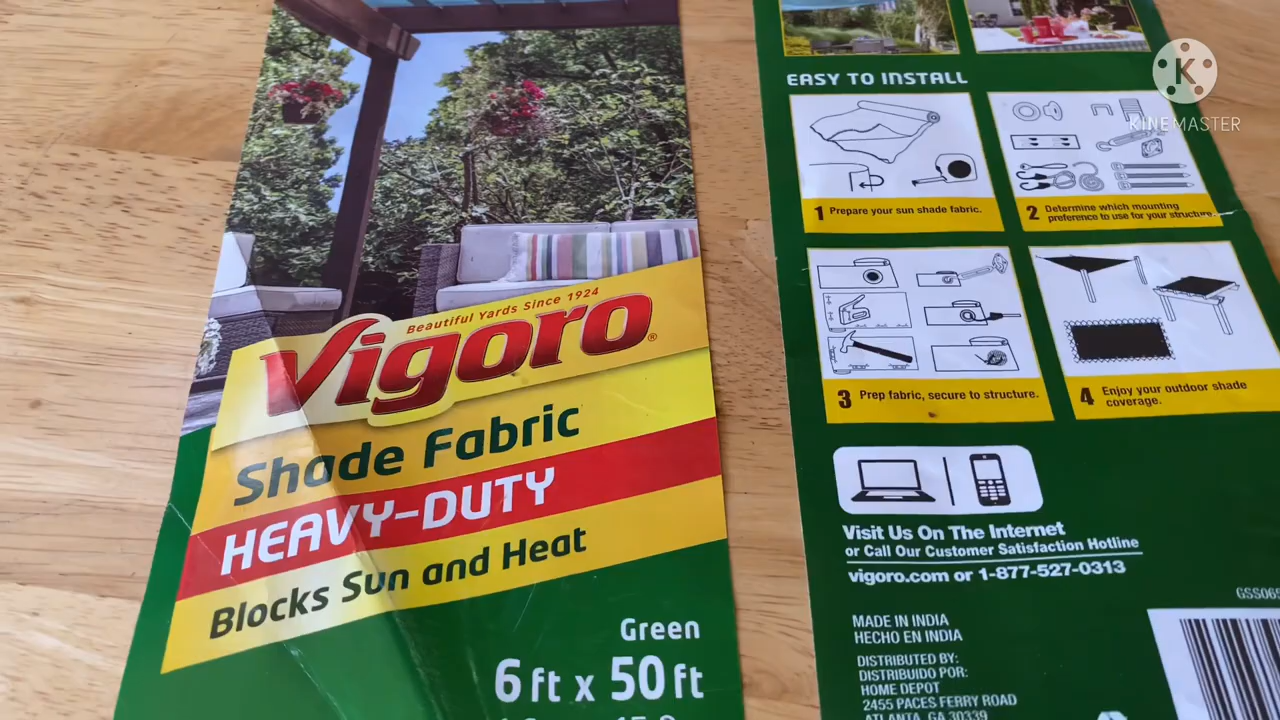 Beautiful Yards Since 1924
Vigoro®
Shade Fabric
HEAVY-DUTY
Blocks Sun and Heat
Green
6 ft x 50 ft
EASY TO INSTALL
1 Prepare your sun shade fabric.
2 Determine which mounting
preference to use for your structure.
3 Prep fabric, secure to structure.
4 Enjoy your outdoor shade
coverage.
Visit Us On The Internet
or Call Our Customer Satisfaction Hotline
vigoro.com or 1-877-527-0313
MADE IN INDIA
HECHO EN INDIA
DISTRIBUTED BY:
DISTRIBUIDO POR:
HOME DEPOT
2455 PACES FERRY ROAD
ATLANTA, GA 30339
K
KINEMASTER